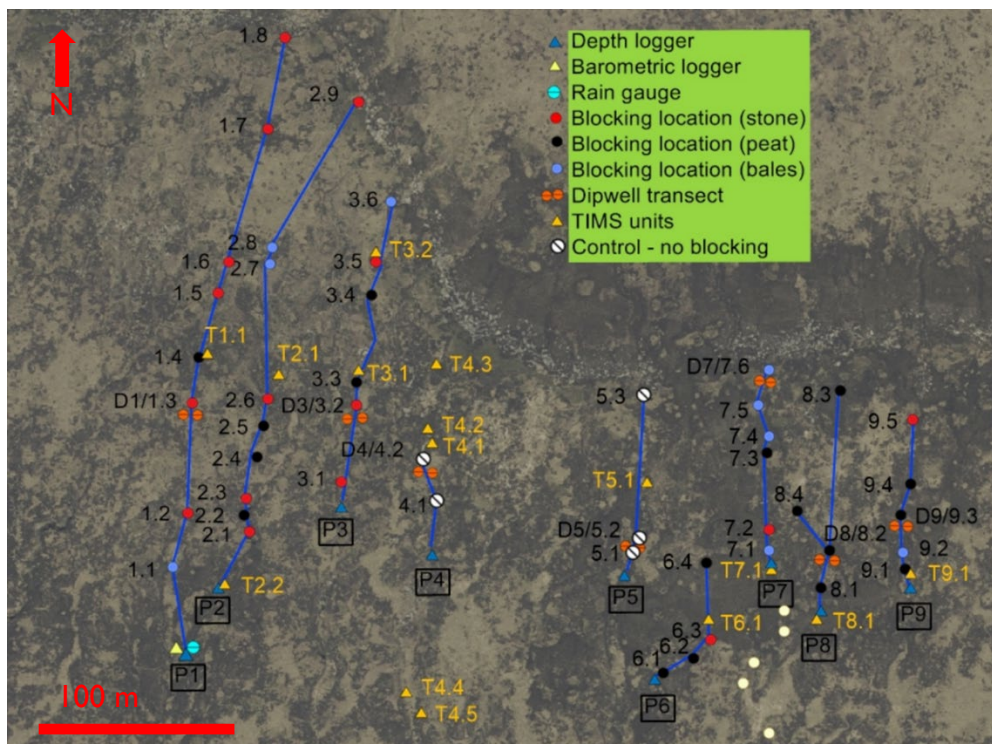 N
1.8
2.9
1.7
3.6
2.8
1.6
2.7
T3.2
3.5
1.5
3.4
T1.1
1.4
T2.1
3.3
T3.1
T4.3
D1/1.3
2.6
D3/3.2
2.5
T4.2
T4.1
D4/4.2
2.4
3.1
2.3
4.1
1.2
2.2
P3
2.1
1.1
P2
T2.2
P4
P1
T4.4
T4.5
100 m
Depth logger
Barometric logger
Rain gauge
Blocking location (stone)
Blocking location (peat)
Blocking location (bales)
Dipwell transect
TIMS units
Control - no blocking
D7/7.6
5.3
7.5
8.3
9.5
7.4
7.3
T5.1
9.4
8.4
D5/5.2
7.2
D8/8.2
D9/9.3
5.1
7.1
9.2
6.4
T7.1
9.1
T9.1
P5
P7
8.1
P9
T6.1
T8.1
6.3
P8
6.2
6.1
P6